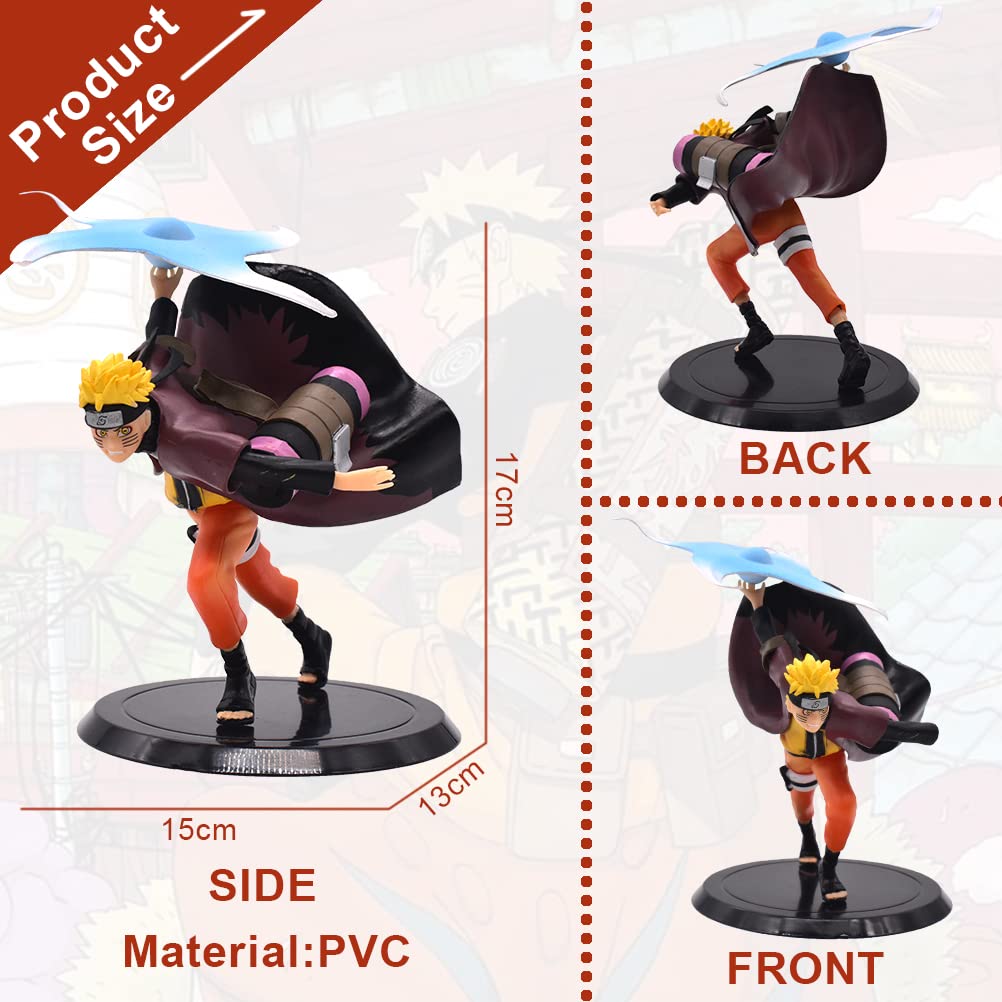 Product
Size
17cm
13cm
15cm
SIDE
Material:PVC
BACK
FRONT